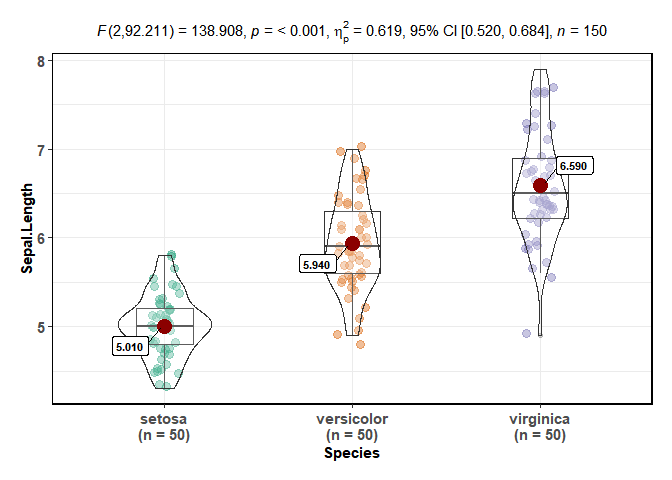 F(2,92.211) = 138.908, p = < 0.001, η²ₚ = 0.619, 95% CI [0.520, 0.684], n = 150
8
7
6
5
Sepal.Length
6.590
5.940
5.010
setosa versicolor virginica
(n = 50) (n = 50) (n = 50)
Species